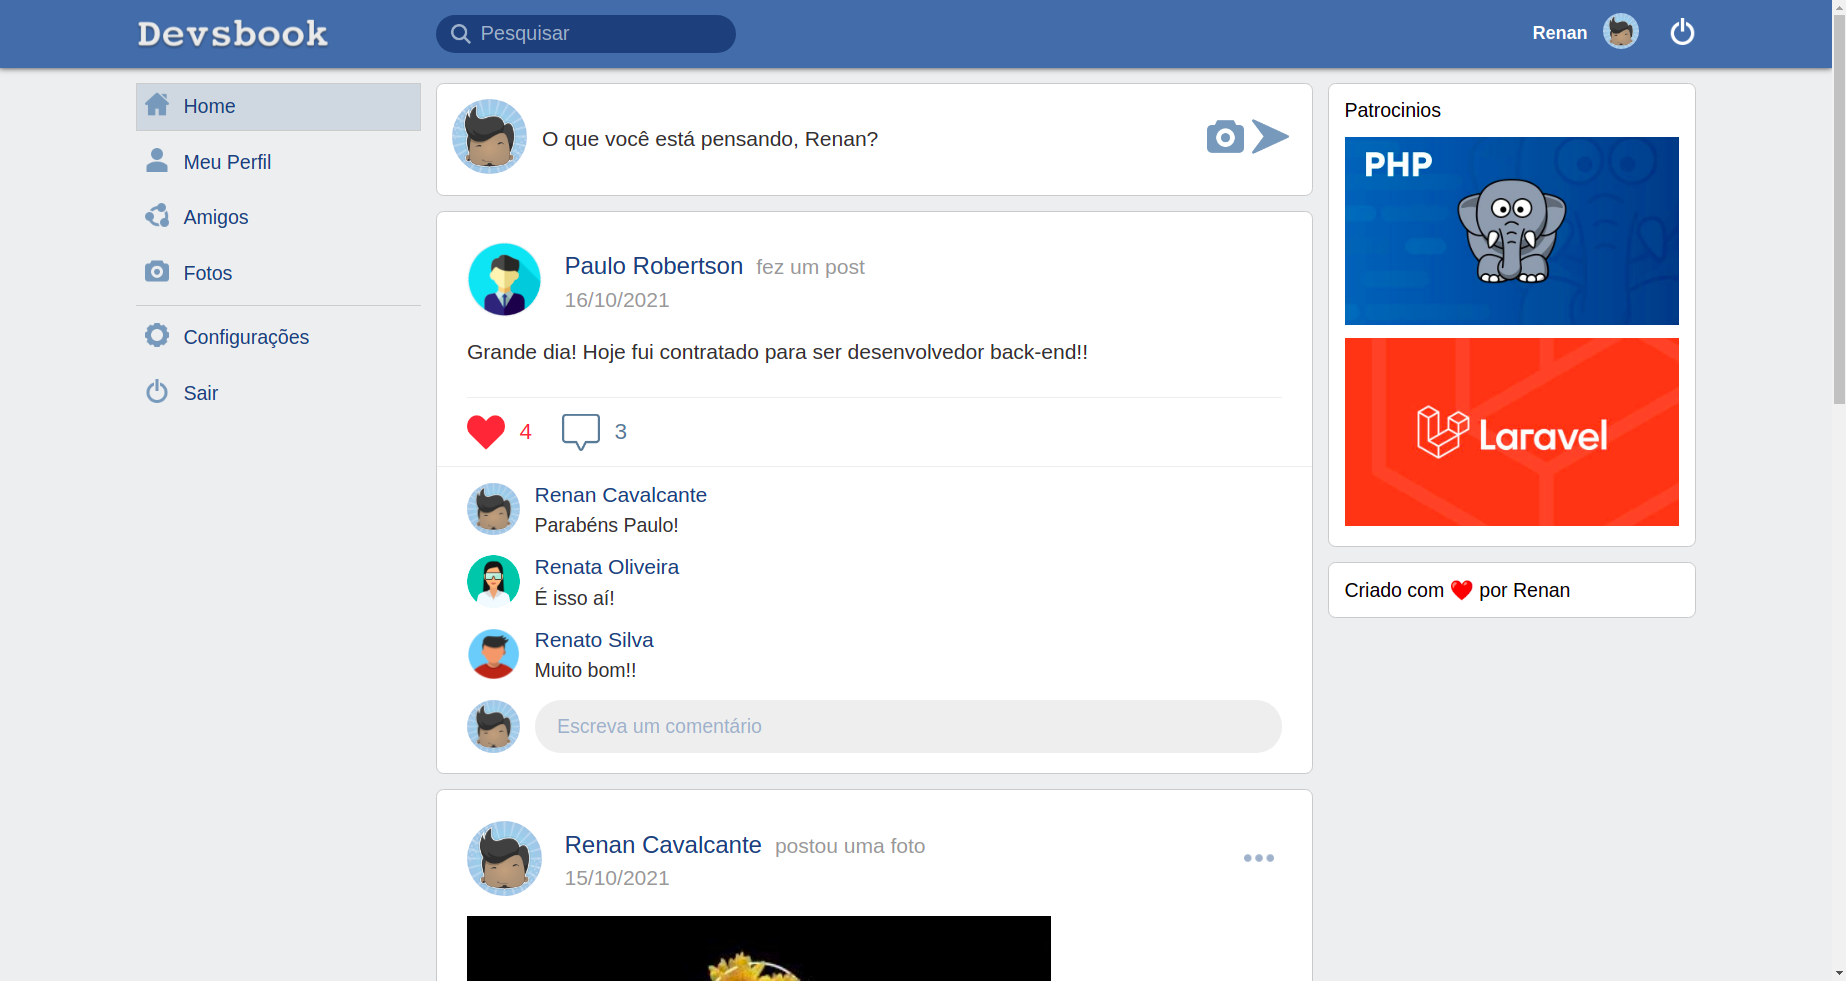 Devsbook
Pesquisar
Renan
Home
Meu Perfil
Amigos
Fotos
Configurações
Sair
O que você está pensando, Renan?
Paulo Robertson fez um post
16/10/2021
Grande dia! Hoje fui contratado para ser desenvolvedor back-end!!
4 3
Renan Cavalcante
Parabéns Paulo!
Renata Oliveira
É isso aí!
Renato Silva
Muito bom!!
Escreva um comentário
Renan Cavalcante postou uma foto
15/10/2021
Patrocinios
PHP
Laravel
Criado com ❤️ por Renan